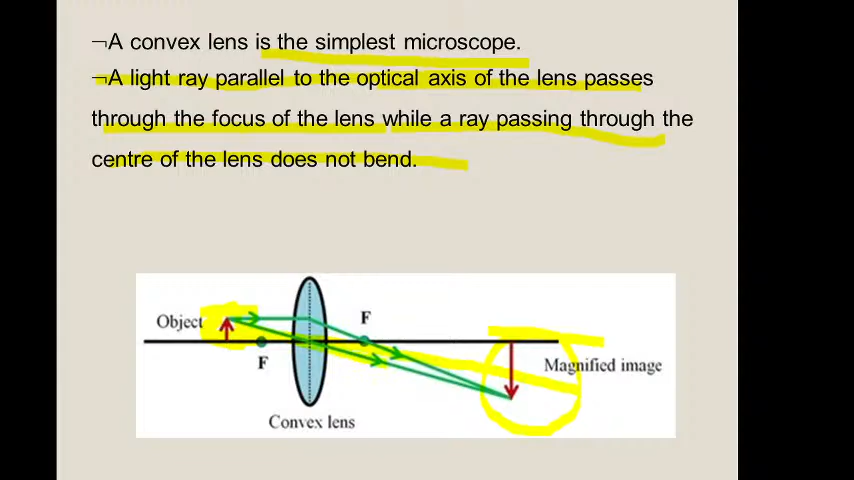 ¬A convex lens is the simplest microscope.
¬A light ray parallel to the optical axis of the lens passes
through the focus of the lens while a ray passing through the
centre of the lens does not bend.
Object
F
F
Magnified image
Convex lens